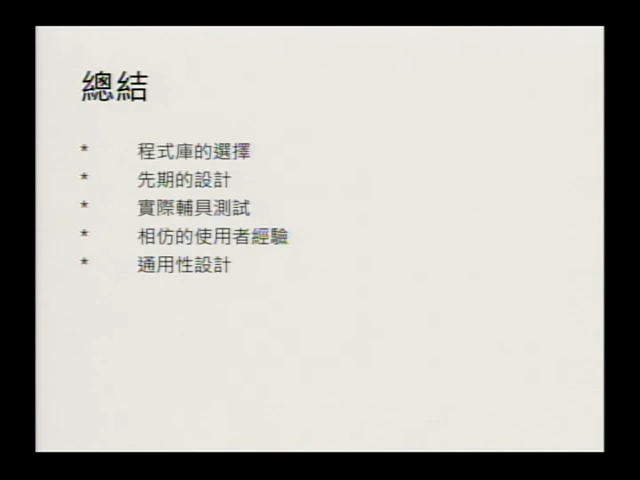 總結
* 程式庫的選擇
* 先期的設計
* 實際輔具測試
* 相仿的使用者經驗
* 通用性設計